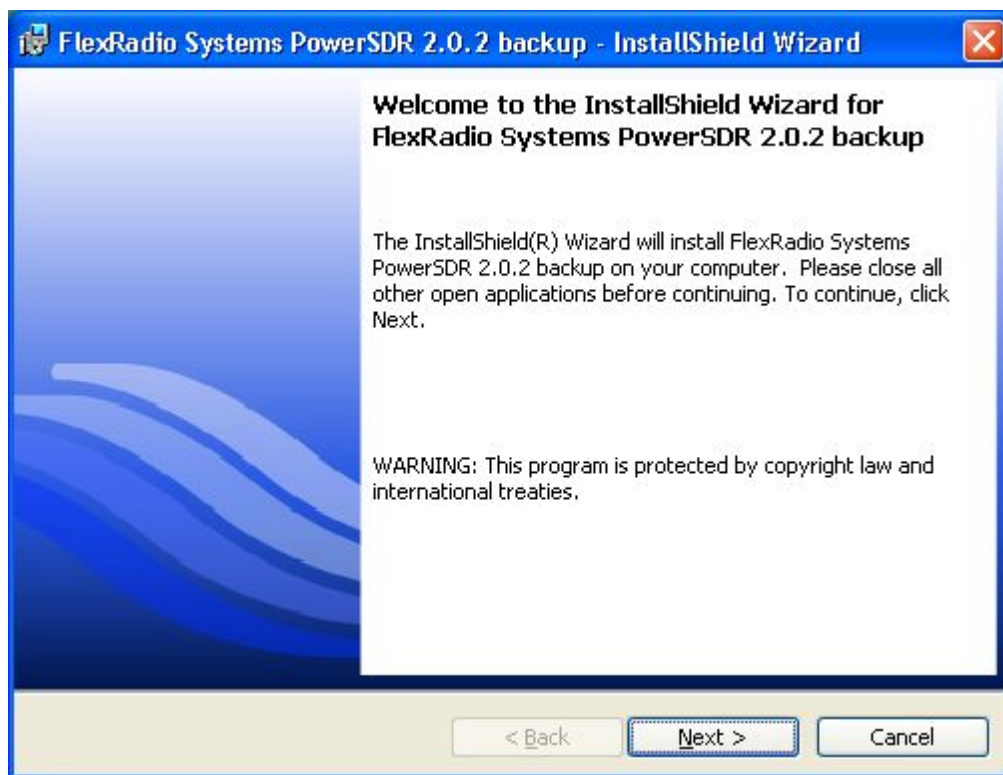 FlexRadio Systems PowerSDR 2.0.2 backup - InstallShield Wizard
Welcome to the InstallShield Wizard for
FlexRadio Systems PowerSDR 2.0.2 backup
The InstallShield(R) Wizard will install FlexRadio Systems
PowerSDR 2.0.2 backup on your computer.  Please close all
other open applications before continuing. To continue, click
Next.
WARNING: This program is protected by copyright law and
international treaties.
< Back
Next >
Cancel